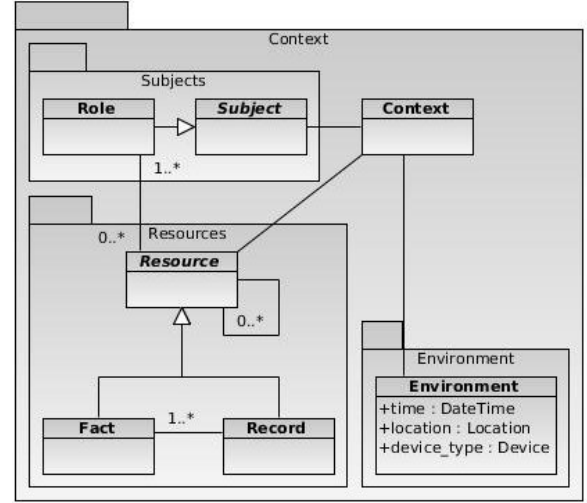 Context
Subjects
Role
Subject
Context
1..*
0..*
Resources
Resource
0..*
Fact
1..*
Record
Environment
Environment
+time : DateTime
+location : Location
+device_type : Device